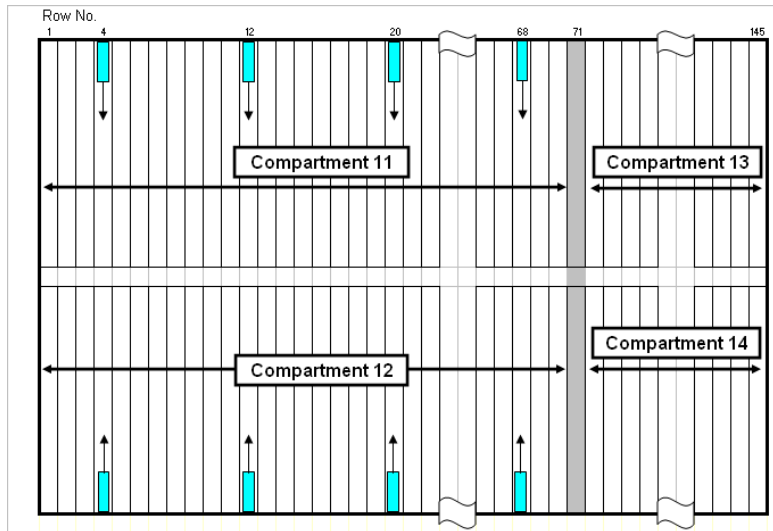 Row No.
1 4 12 20 68 71 145
Compartment 11
Compartment 13
Compartment 14
Compartment 12